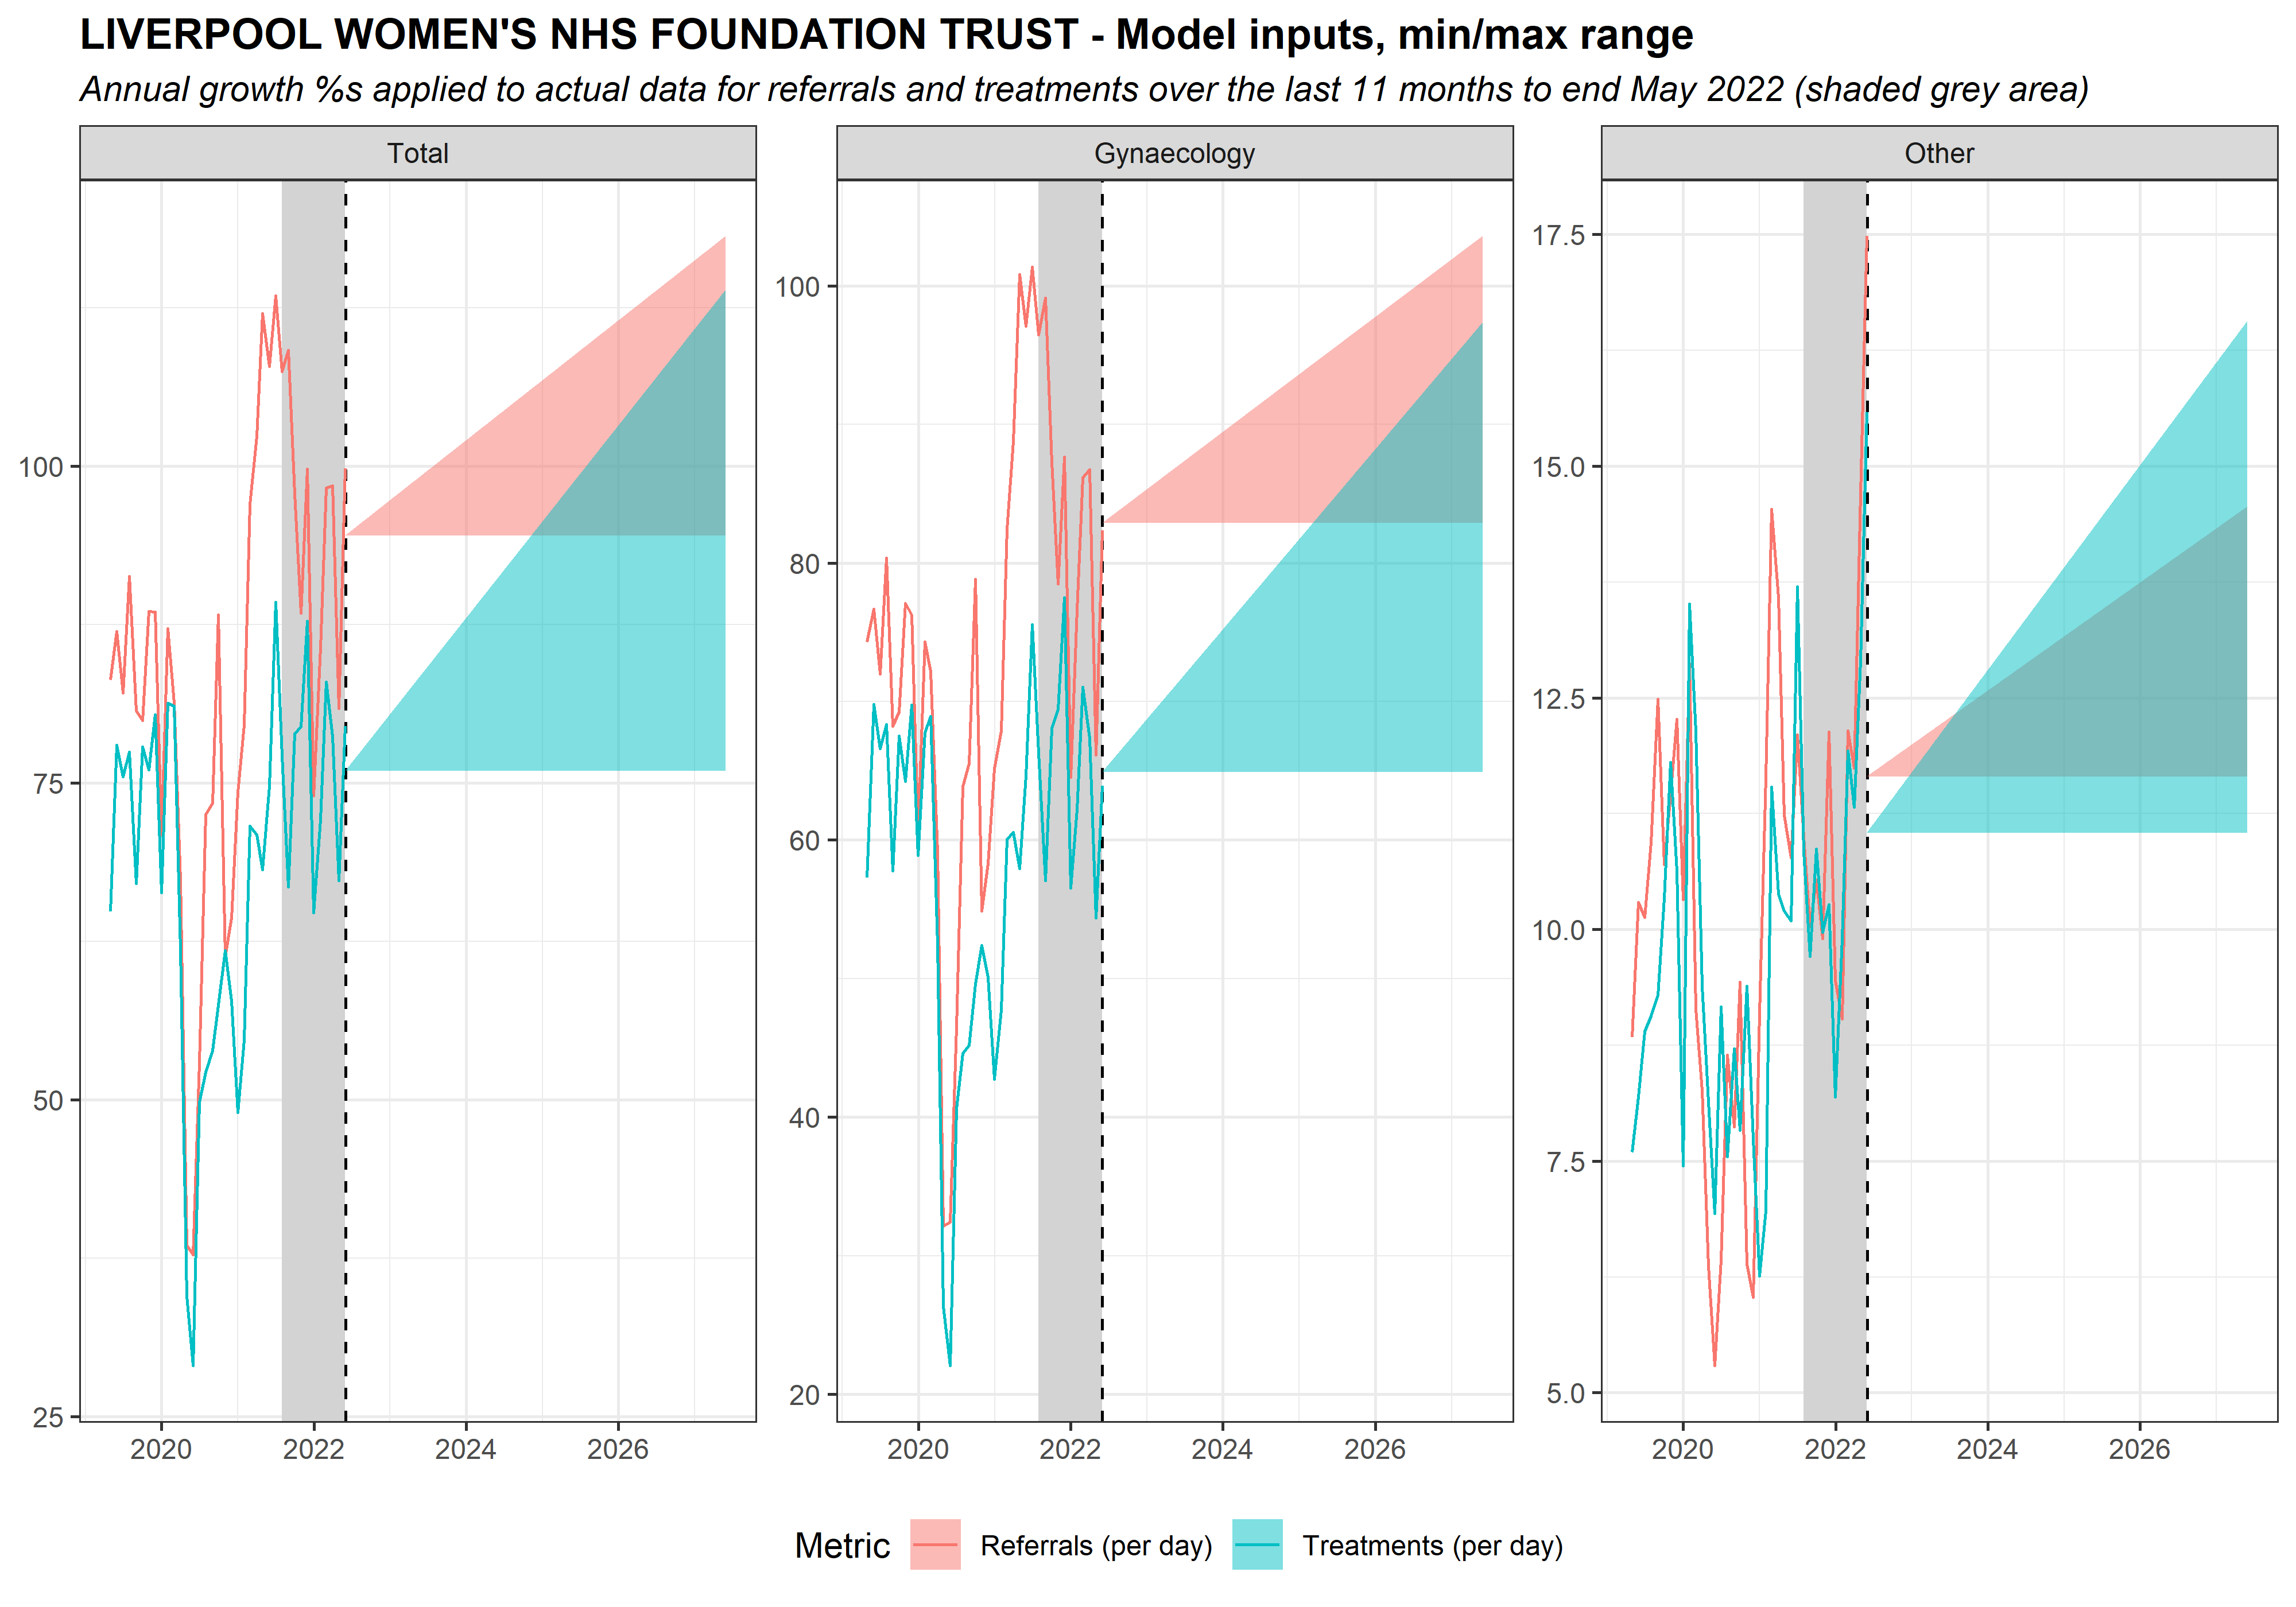 LIVERPOOL WOMEN'S NHS FOUNDATION TRUST - Model inputs, min/max range
Annual growth %s applied to actual data for referrals and treatments over the last 11 months to end May 2022 (shaded grey area)
Total
Gynaecology
Other
100
75
50
25
100
80
60
40
20
17.5
15.0
12.5
10.0
7.5
5.0
2020 2022 2024 2026
2020 2022 2024 2026
2020 2022 2024 2026
Metric Referrals (per day) Treatments (per day)